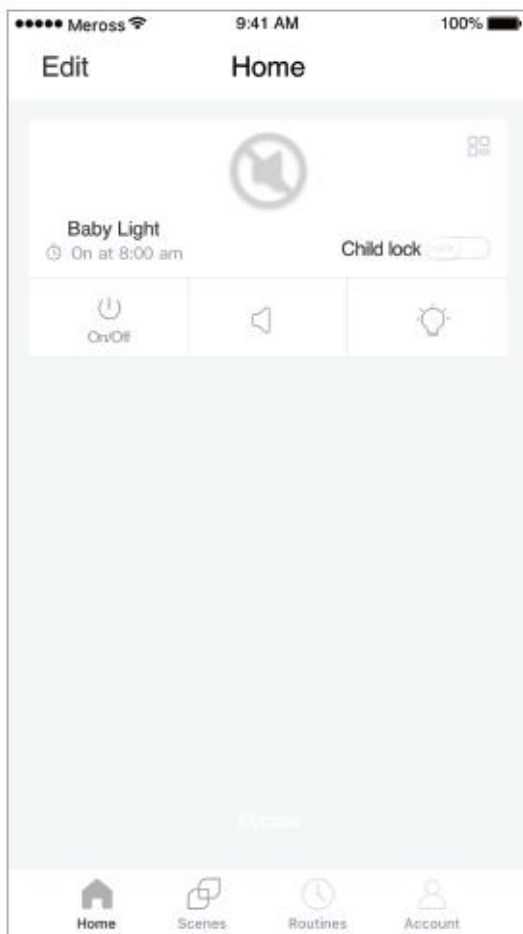 Meross 9:41 AM 100%
Edit Home
Baby Light
On at 8:00 am
Child lock
On/Off
Home Scenes Routines Account